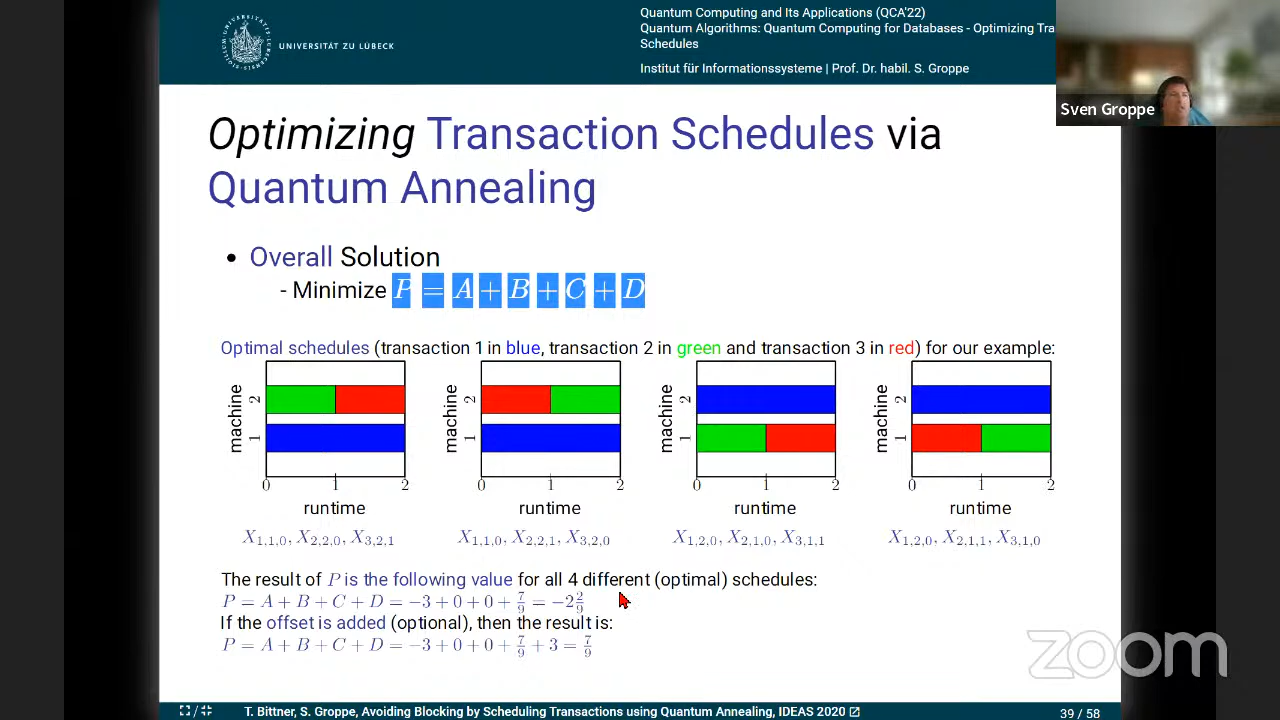 UNIVERSITÄT ZU LÜBECK
Quantum Computing and Its Applications (QCA'22)
Quantum Algorithms: Quantum Computing for Databases - Optimizing Tra
Schedules
Institut für Informationssysteme | Prof. Dr. habil. S. Groppe
Sven Groppe
Optimizing Transaction Schedules via
Quantum Annealing
• Overall Solution
- Minimize P = A + B + C + D
Optimal schedules (transaction 1 in blue, transaction 2 in green and transaction 3 in red) for our example:
machine 2 1 machine 2 1 machine 2 1 machine 2 1
0 1 2 0 1 2 0 1 2 0 1 2
runtime runtime runtime runtime
X1,1,0, X2,2,0, X3,2,1 X1,1,0, X2,2,1, X3,2,0 X1,2,0, X2,1,0, X3,1,1 X1,2,0, X2,1,1, X3,1,0
The result of P is the following value for all 4 different (optimal) schedules:
P = A + B + C + D = −3 + 0 + 0 + 7/9 = −2 2/9
If the offset is added (optional), then the result is:
P = A + B + C + D = −3 + 0 + 0 + 7/9 + 3 = 7/9
zoom
T. Bittner, S. Groppe, Avoiding Blocking by Scheduling Transactions using Quantum Annealing, IDEAS 2020
39 / 58